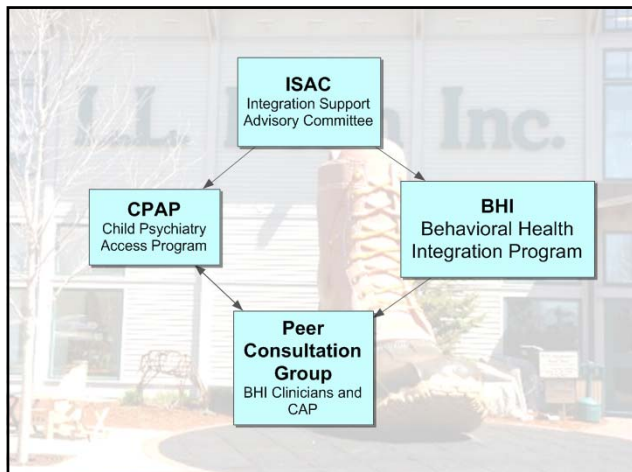 ISAC
Integration Support
Advisory Committee
L.L.
Inc.
CPAP
Child Psychiatry
Access Program
BHI
Behavioral Health
Integration Program
Peer
Consultation
Group
BHI Clinicians and
CAP